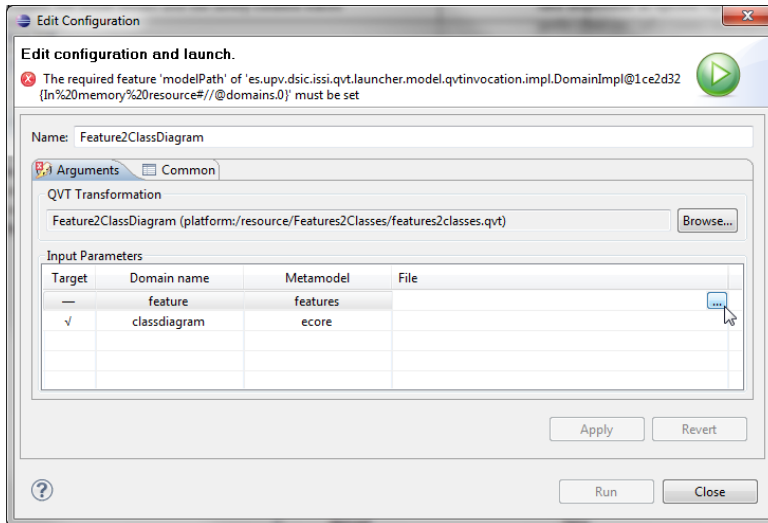 Edit Configuration
Edit configuration and launch.
The required feature 'modelPath' of 'es.upv.dsic.issi.qvt.launcher.model.qvtinvocation.impl.DomainImpl@1ce2d32
{In%20memory%20resource#//@domains.0}' must be set
Name: Feature2ClassDiagram
Arguments Common
QVT Transformation
Feature2ClassDiagram (platform:/resource/Features2Classes/features2classes.qvt) Browse...
Input Parameters
Target Domain name Metamodel File
— feature features ...
√ classdiagram ecore
Apply Revert
? Run Close